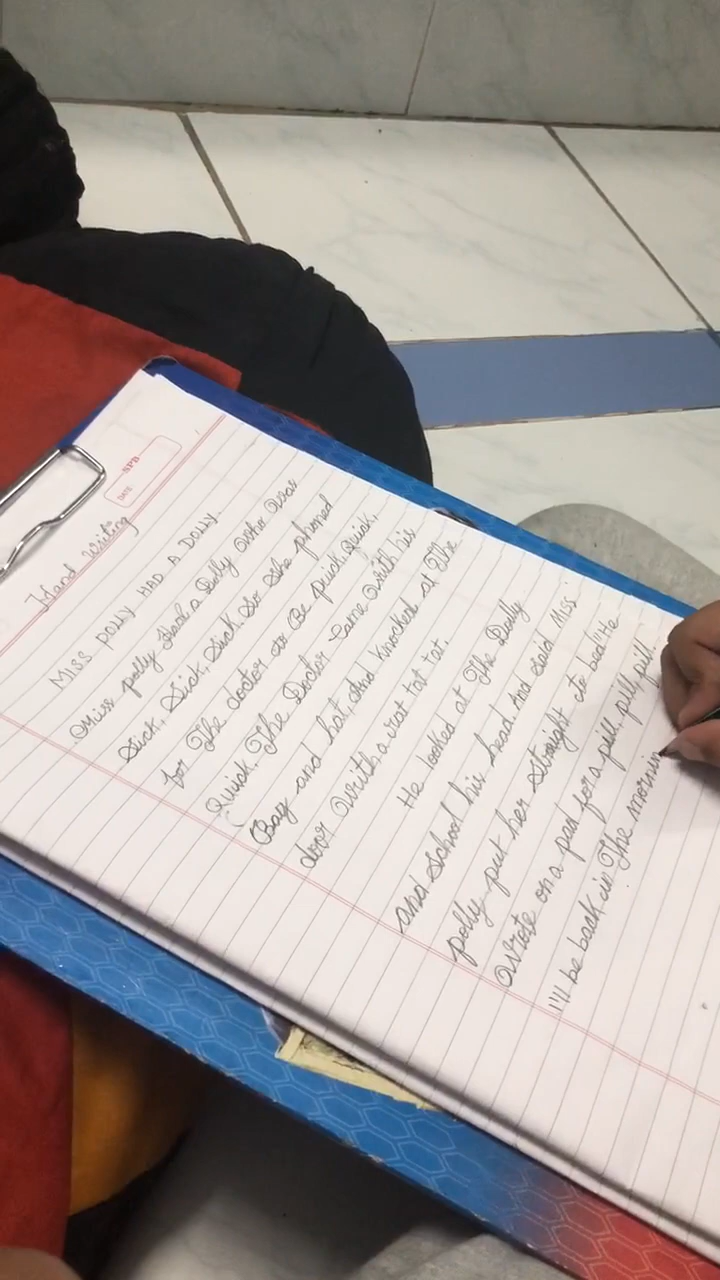 SPB
DATE
Hand Writing
MISS POLLY HAD A DOLLY
Miss polly Had a Dolly who was
Sick, Sick, Sick. So She phoned
for The doctor to Be quick, Quick,
Quick, The Doctor Came with his
Bag and hat, And Knocked at The
door with a rat tat tat.
He looked at The Dolly
and School his head. And said Miss
polly put her straight to bed "He
wrote on a pad for a pill, pill, pill.
I'll be back in The mornin